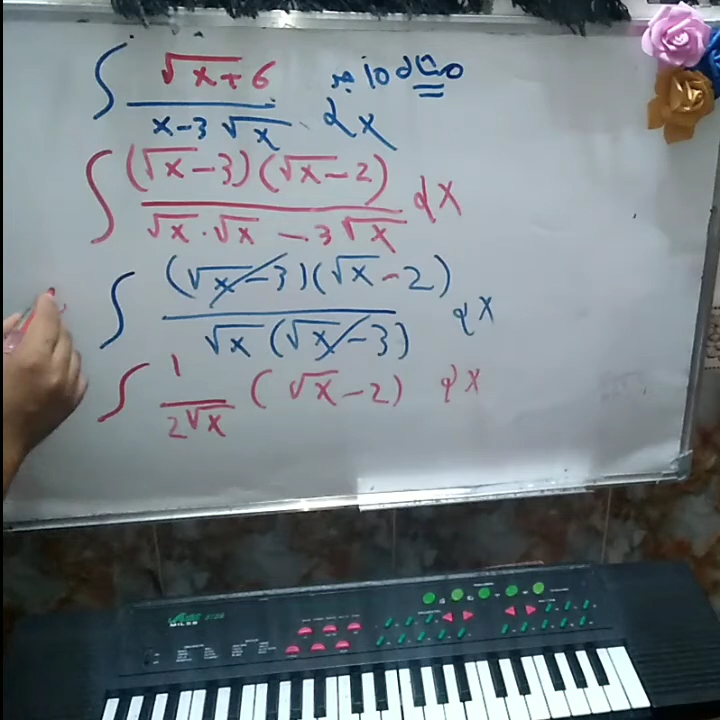 ∫ √x+6 / x-3√x dx
∫ (√x-3)(√x-2) / √x.√x -3√x dx
∫ (√x-3)(√x-2) / √x(√x-3) dx
∫ 1 / 2√x (√x-2) dx